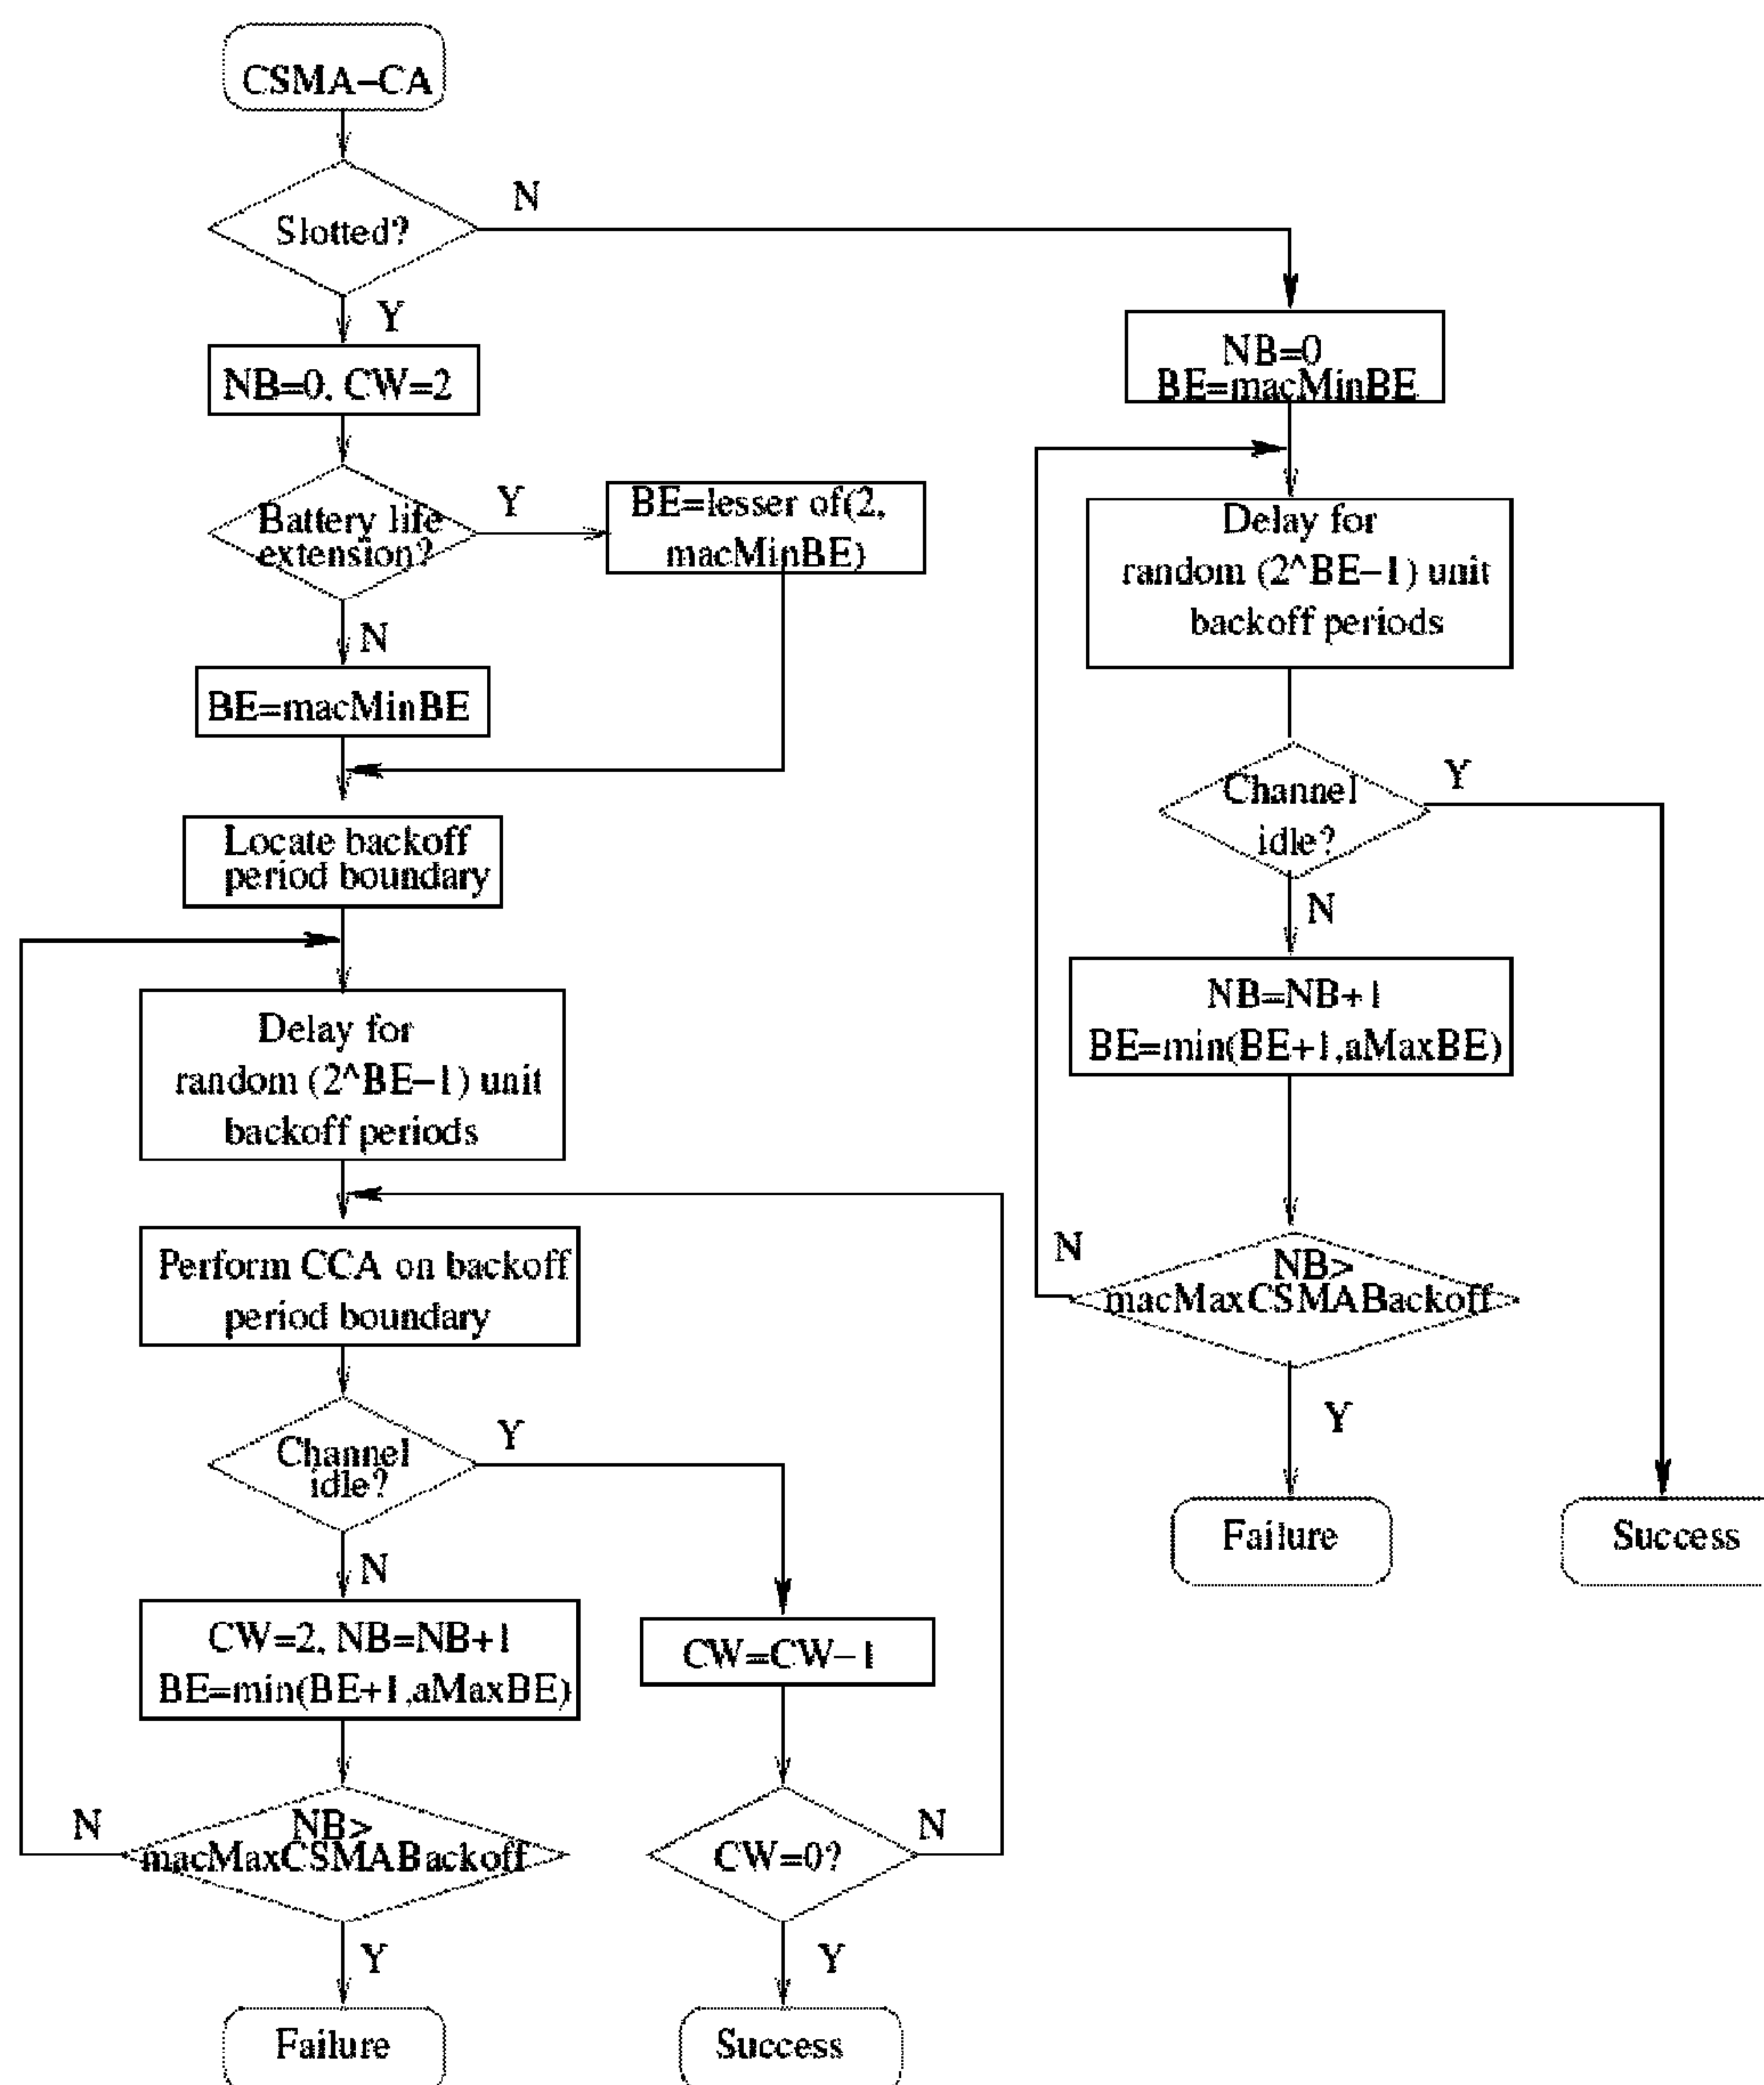 CSMA-CA
Slotted?
N
Y
NB=0, CW=2
Battery life
extension?
Y
BE=lesser of(2,
macMinBE)
N
BE=macMinBE
Locate backoff
period boundary
Delay for
random (2^BE-1) unit
backoff periods
Perform CCA on backoff
period boundary
Channel
idle?
Y
N
CW=2, NB=NB+1
BE=min(BE+1,aMaxBE)
CW=CW-1
N
NB>
macMaxCSMABackoff
CW=0?
N
Y
Y
Failure
Success
NB=0
BE=macMinBE
Delay for
random (2^BE-1) unit
backoff periods
Channel
idle?
Y
N
NB=NB+1
BE=min(BE+1,aMaxBE)
N
NB>
macMaxCSMABackoff
Y
Failure
Success